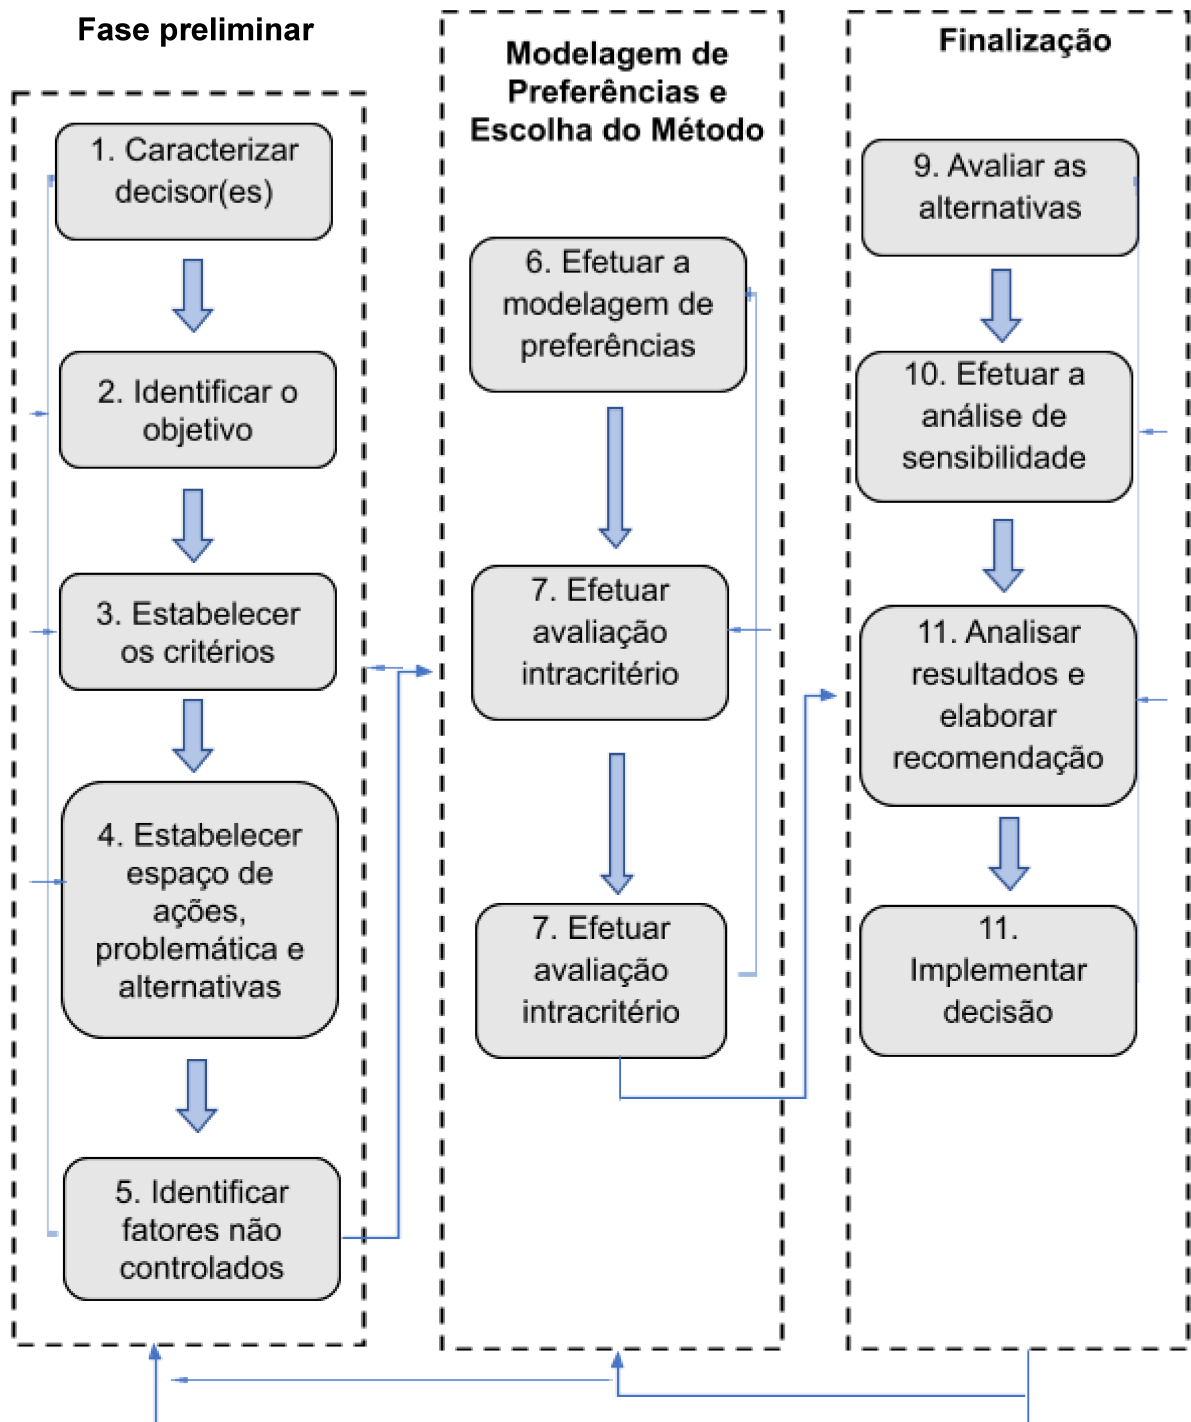 Fase preliminar
1. Caracterizar
decisor(es)
2. Identificar o
objetivo
3. Estabelecer
os critérios
4. Estabelecer
espaço de
ações,
problemática e
alternativas
5. Identificar
fatores não
controlados
Modelagem de
Preferências e
Escolha do Método
6. Efetuar a
modelagem de
preferências
7. Efetuar
avaliação
intracritério
7. Efetuar
avaliação
intracritério
Finalização
9. Avaliar as
alternativas
10. Efetuar a
análise de
sensibilidade
11. Analisar
resultados e
elaborar
recomendação
11.
Implementar
decisão